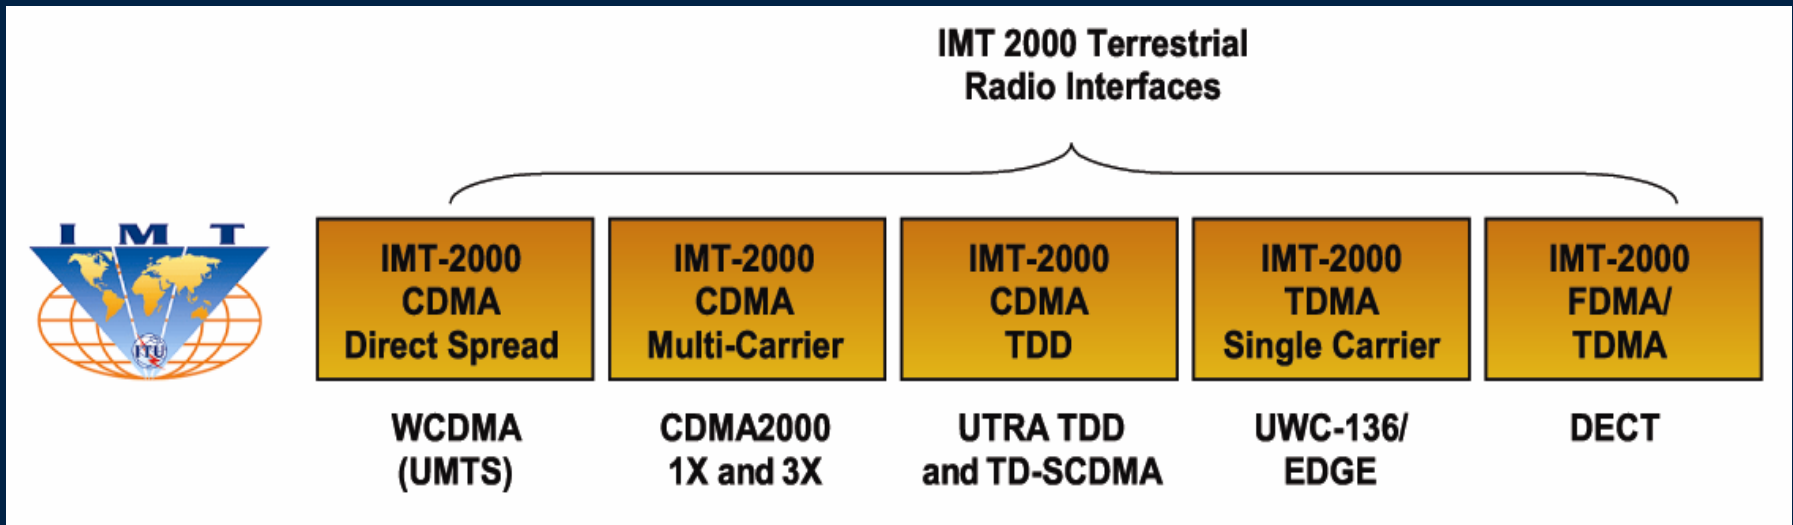 IMT 2000 Terrestrial
Radio Interfaces
I M T
ITU
IMT-2000
CDMA
Direct Spread
IMT-2000
CDMA
Multi-Carrier
IMT-2000
CDMA
TDD
IMT-2000
TDMA
Single Carrier
IMT-2000
FDMA/
TDMA
WCDMA
(UMTS)
CDMA2000
1X and 3X
UTRA TDD
and TD-SCDMA
UWC-136/
EDGE
DECT